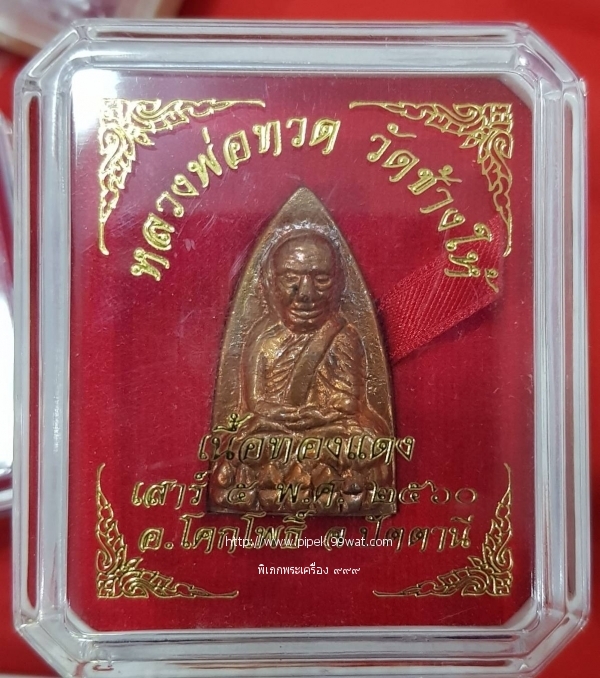 หลวงพ่อทวด วัดช้างให้
เนื้อทองแดง
เสาร์ ๕ พ.ศ. ๒๕๖๐
อ.โคกโพธิ์ จ.ปัตตานี
http://www.pipek.99wat.com
พิเภกพระเครื่อง ๙๙๙